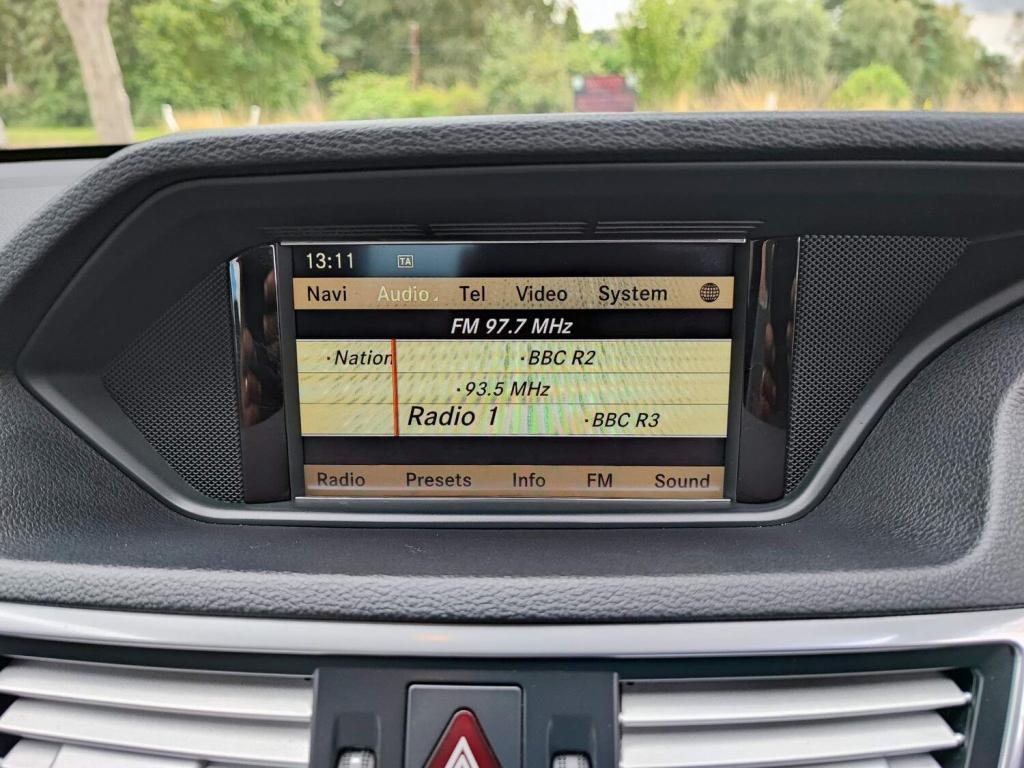 13:11 TA
Navi Audio Tel Video System
FM 97.7 MHz
·Nation ·BBC R2
·93.5 MHz
Radio 1 ·BBC R3
Radio Presets Info FM Sound